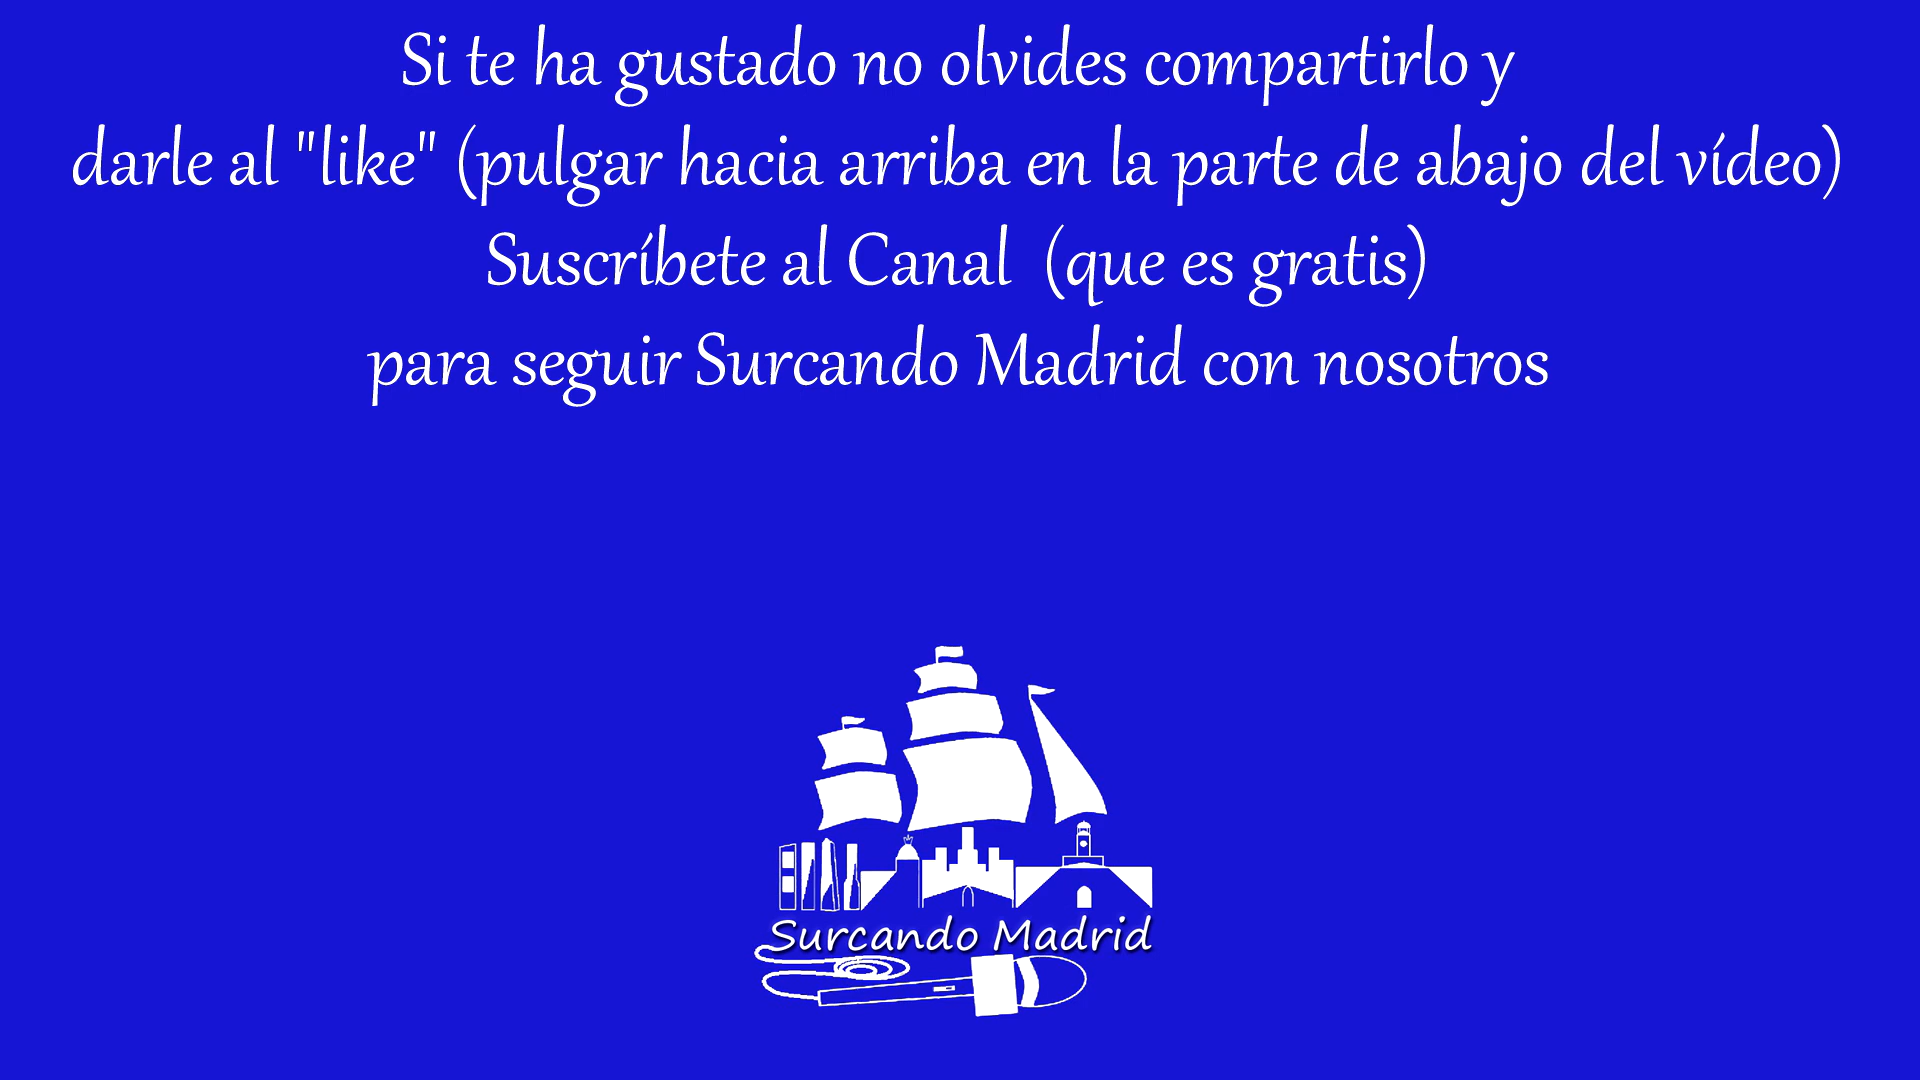 Si te ha gustado no olvides compartirlo y
darle al "like" (pulgar hacia arriba en la parte de abajo del vídeo)
Suscríbete al Canal (que es gratis)
para seguir Surcando Madrid con nosotros
Surcando Madrid